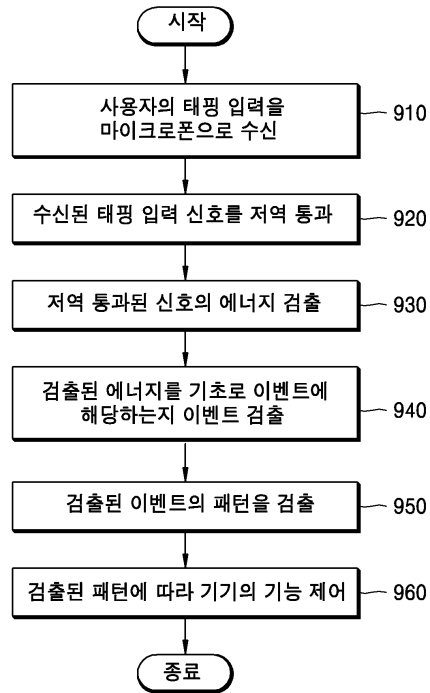 시작
사용자의 태핑 입력을
마이크로폰으로 수신
910
수신된 태핑 입력 신호를 저역 통과
920
저역 통과된 신호의 에너지 검출
930
검출된 에너지를 기초로 이벤트에
해당하는지 이벤트 검출
940
검출된 이벤트의 패턴을 검출
950
검출된 패턴에 따라 기기의 기능 제어
960
종료